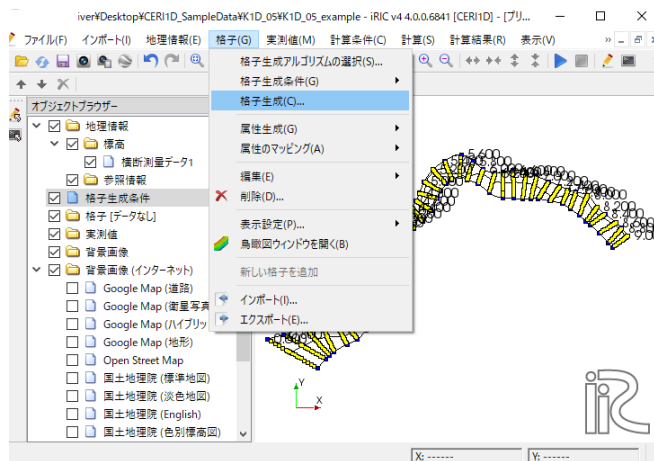 iver¥Desktop¥CERI1D_SampleData¥K1D_05¥K1D_05_example - iRIC v4 4.0.0.6841 [CERI1D] - [プリ...
ファイル(F) インポート(I) 地理情報(E) 格子(G) 実測値(M) 計算条件(C) 計算(S) 計算結果(R) 表示(V) »
格子生成アルゴリズムの選択(S)...
格子生成条件(G)
格子生成(C)...
属性生成(G)
属性のマッピング(A)
編集(E)
削除(D)...
表示設定(P)...
鳥瞰図ウィンドウを開く(B)
新しい格子を追加
インポート(I)...
エクスポート(E)...
オブジェクトブラウザー
地理情報
標高
横断測量データ1
参照情報
格子生成条件
格子 [データなし]
実測値
背景画像
背景画像 (インターネット)
Google Map (道路)
Google Map (衛星写真
Google Map (ハイブリッ
Google Map (地形)
Open Street Map
国土地理院 (標準地図)
国土地理院 (淡色地図)
国土地理院 (English)
国土地理院 (色別標高図)
5.600
8.200
8.400
Y
X
iRIC
X: ------
Y: ------